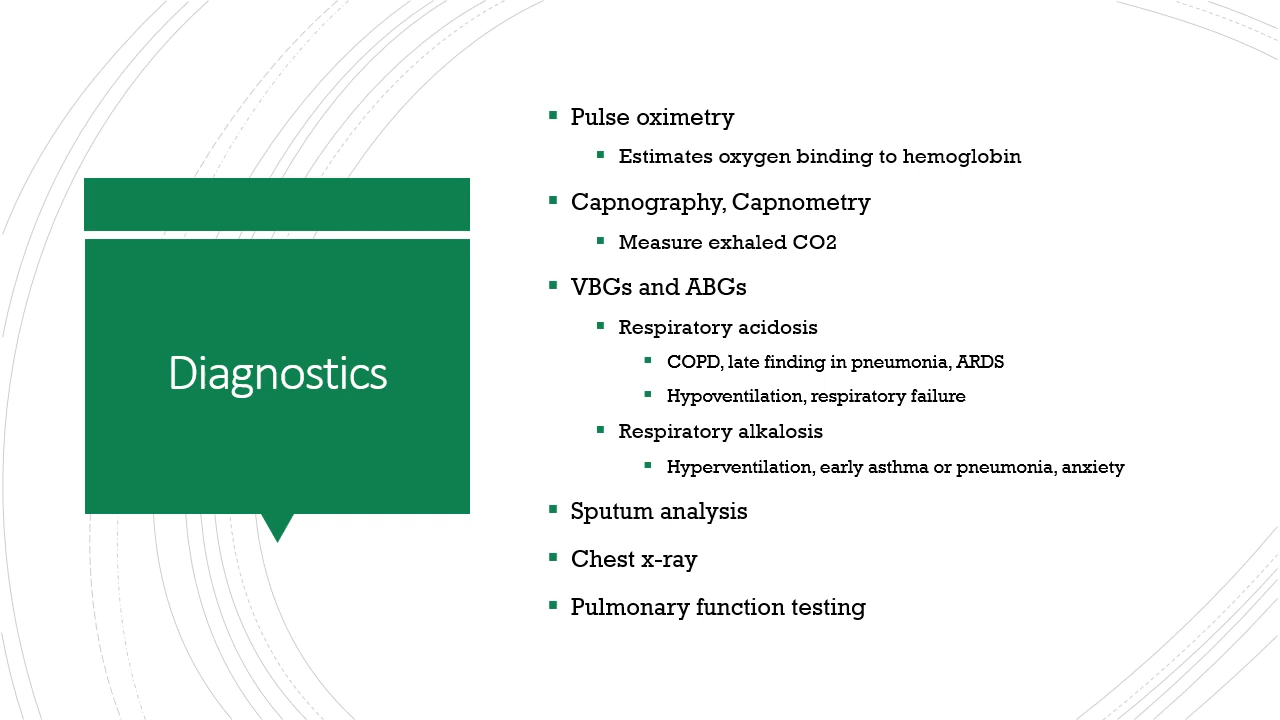 Diagnostics
Pulse oximetry
Estimates oxygen binding to hemoglobin
Capnography, Capnometry
Measure exhaled CO2
VBGs and ABGs
Respiratory acidosis
COPD, late finding in pneumonia, ARDS
Hypoventilation, respiratory failure
Respiratory alkalosis
Hyperventilation, early asthma or pneumonia, anxiety
Sputum analysis
Chest x-ray
Pulmonary function testing